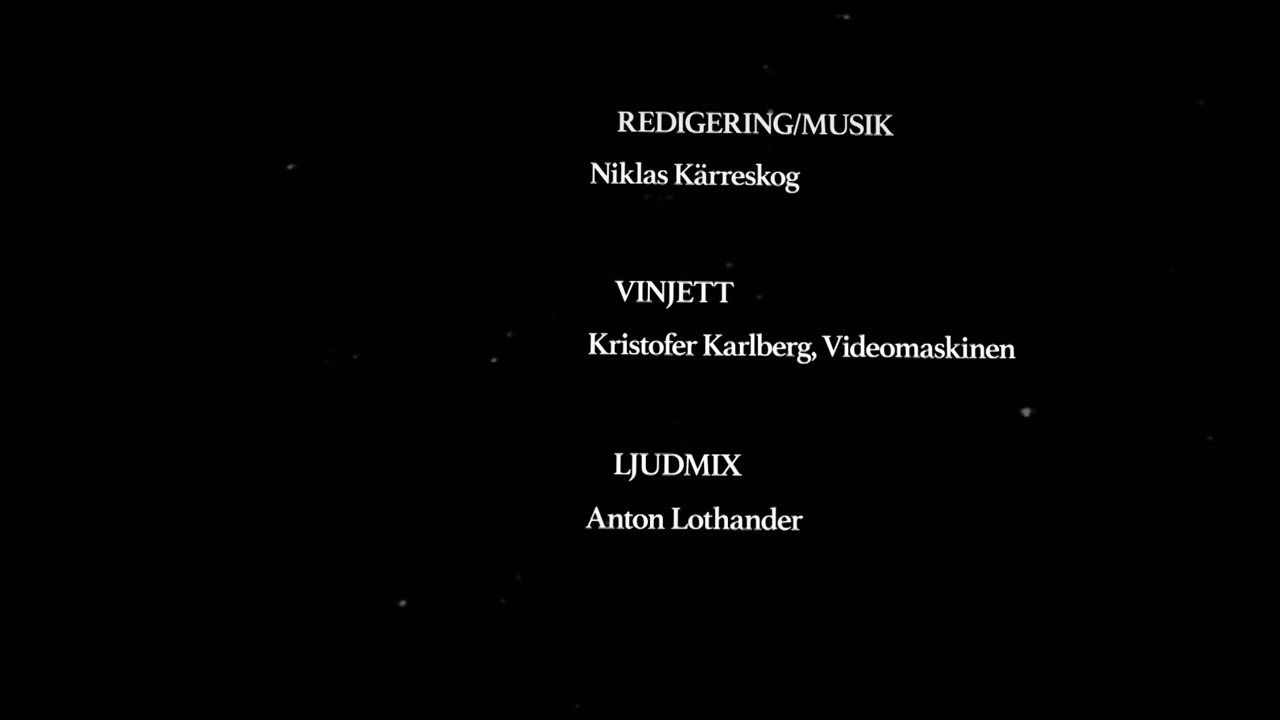 REDIGERING/MUSIK
Niklas Kärreskog
VINJETT
Kristofer Karlberg, Videomaskinen
LJUDMIX
Anton Lothander